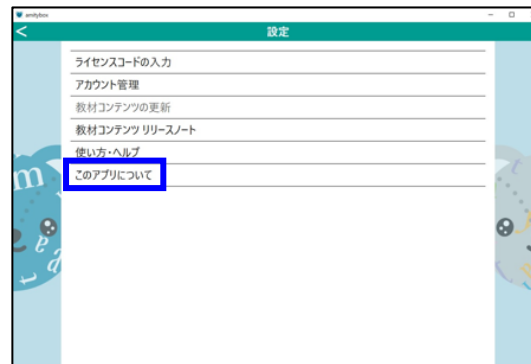 amitybox
<
設定
ライセンスコードの入力
アカウント管理
教材コンテンツの更新
教材コンテンツ リリースノート
使い方・ヘルプ
このアプリについて
m
a
t